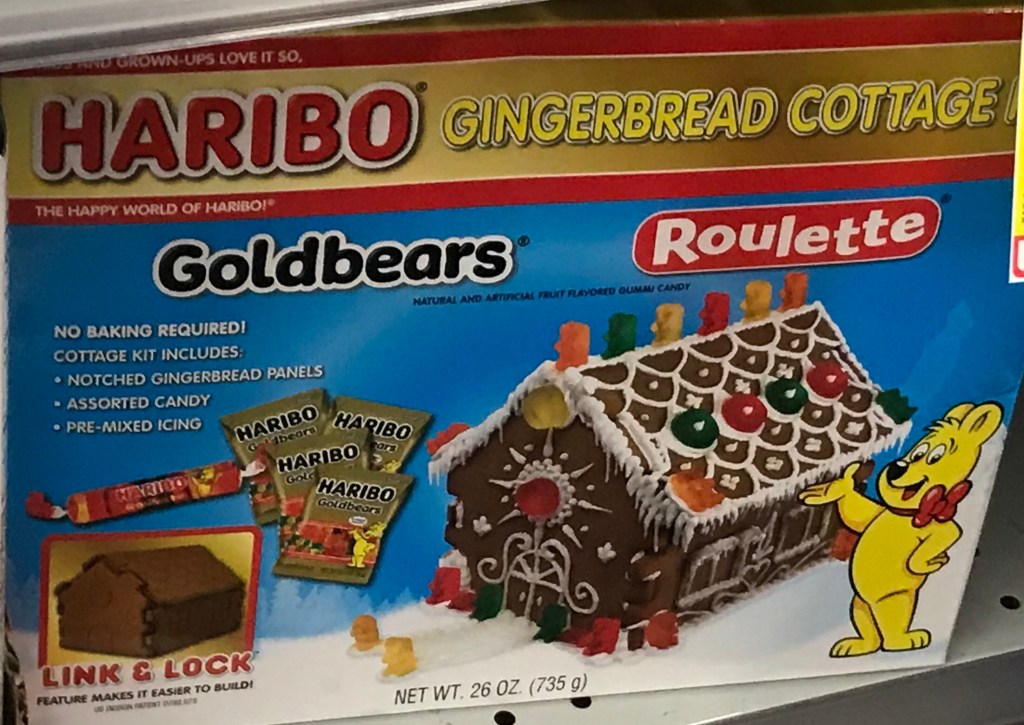 AND GROWN-UPS LOVE IT SO,
HARIBO® GINGERBREAD COTTAGE
THE HAPPY WORLD OF HARIBO!®
Goldbears® Roulette®
NATURAL AND ARTIFICIAL FRUIT FLAVORED GUMMI CANDY
NO BAKING REQUIRED!
COTTAGE KIT INCLUDES:
• NOTCHED GINGERBREAD PANELS
• ASSORTED CANDY
• PRE-MIXED ICING
HARIBO
Goldbears
HARIBO
HARIBO
HARIBO
Goldbears
HARIBO
LINK & LOCK
FEATURE MAKES IT EASIER TO BUILD!
NET WT. 26 OZ. (735 g)